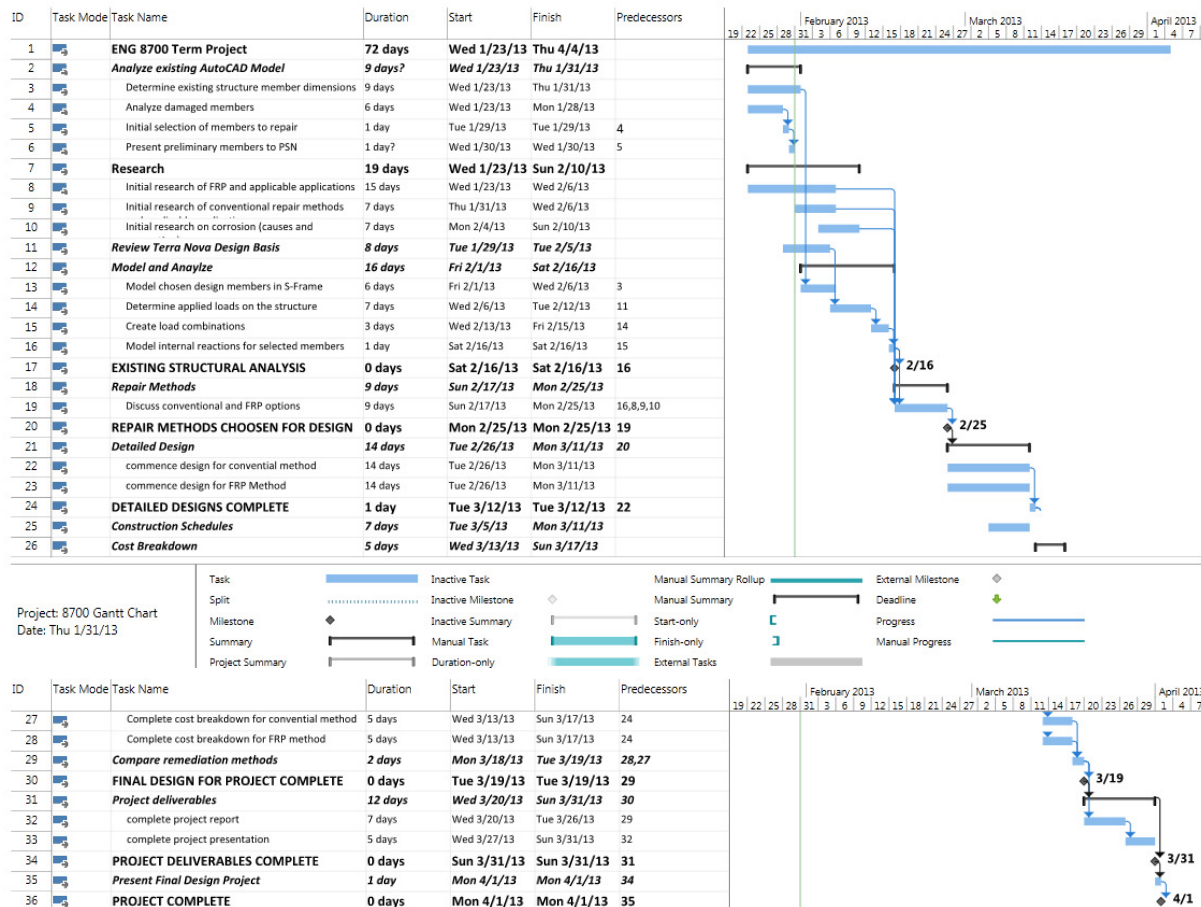 ID Task Mode Task Name Duration Start Finish Predecessors
February 2013 March 2013 April 2013
19 22 25 28 31 3 6 9 12 15 18 21 24 27 2 5 8 11 14 17 20 23 26 29 1 4 7
1 ENG 8700 Term Project 72 days Wed 1/23/13 Thu 4/4/13
2 Analyze existing AutoCAD Model 9 days? Wed 1/23/13 Thu 1/31/13
3 Determine existing structure member dimensions 9 days Wed 1/23/13 Thu 1/31/13
4 Analyze damaged members 6 days Wed 1/23/13 Mon 1/28/13
5 Initial selection of members to repair 1 day Tue 1/29/13 Tue 1/29/13 4
6 Present preliminary members to PSN 1 day? Wed 1/30/13 Wed 1/30/13 5
7 Research 19 days Wed 1/23/13 Sun 2/10/13
8 Initial research of FRP and applicable applications 15 days Wed 1/23/13 Wed 2/6/13
9 Initial research of conventional repair methods 7 days Thu 1/31/13 Wed 2/6/13
10 Initial research on corrosion (causes and 7 days Mon 2/4/13 Sun 2/10/13
11 Review Terra Nova Design Basis 8 days Tue 1/29/13 Tue 2/5/13
12 Model and Anaylze 16 days Fri 2/1/13 Sat 2/16/13
13 Model chosen design members in S-Frame 6 days Fri 2/1/13 Wed 2/6/13 3
14 Determine applied loads on the structure 7 days Wed 2/6/13 Tue 2/12/13 11
15 Create load combinations 3 days Wed 2/13/13 Fri 2/15/13 14
16 Model internal reactions for selected members 1 day Sat 2/16/13 Sat 2/16/13 15
17 EXISTING STRUCTURAL ANALYSIS 0 days Sat 2/16/13 Sat 2/16/13 16 2/16
18 Repair Methods 9 days Sun 2/17/13 Mon 2/25/13
19 Discuss conventional and FRP options 9 days Sun 2/17/13 Mon 2/25/13 16,8,9,10
20 REPAIR METHODS CHOOSEN FOR DESIGN 0 days Mon 2/25/13 Mon 2/25/13 19 2/25
21 Detailed Design 14 days Tue 2/26/13 Mon 3/11/13 20
22 commence design for convential method 14 days Tue 2/26/13 Mon 3/11/13
23 commence design for FRP Method 14 days Tue 2/26/13 Mon 3/11/13
24 DETAILED DESIGNS COMPLETE 1 day Tue 3/12/13 Tue 3/12/13 22
25 Construction Schedules 7 days Tue 3/5/13 Mon 3/11/13
26 Cost Breakdown 5 days Wed 3/13/13 Sun 3/17/13
Project: 8700 Gantt Chart
Date: Thu 1/31/13
Task Inactive Task Manual Summary Rollup External Milestone
Split Inactive Milestone Manual Summary Deadline
Milestone Inactive Summary Start-only Progress
Summary Manual Task Finish-only Manual Progress
Project Summary Duration-only External Tasks
ID Task Mode Task Name Duration Start Finish Predecessors
February 2013 March 2013 April 2013
19 22 25 28 31 3 6 9 12 15 18 21 24 27 2 5 8 11 14 17 20 23 26 29 1 4 7
27 Complete cost breakdown for convential method 5 days Wed 3/13/13 Sun 3/17/13 24
28 Complete cost breakdown for FRP method 5 days Wed 3/13/13 Sun 3/17/13 24
29 Compare remediation methods 2 days Mon 3/18/13 Tue 3/19/13 28,27
30 FINAL DESIGN FOR PROJECT COMPLETE 0 days Tue 3/19/13 Tue 3/19/13 29 3/19
31 Project deliverables 12 days Wed 3/20/13 Sun 3/31/13 30
32 complete project report 7 days Wed 3/20/13 Tue 3/26/13 29
33 complete project presentation 5 days Wed 3/27/13 Sun 3/31/13 32
34 PROJECT DELIVERABLES COMPLETE 0 days Sun 3/31/13 Sun 3/31/13 31 3/31
35 Present Final Design Project 1 day Mon 4/1/13 Mon 4/1/13 34
36 PROJECT COMPLETE 0 days Mon 4/1/13 Mon 4/1/13 35 4/1